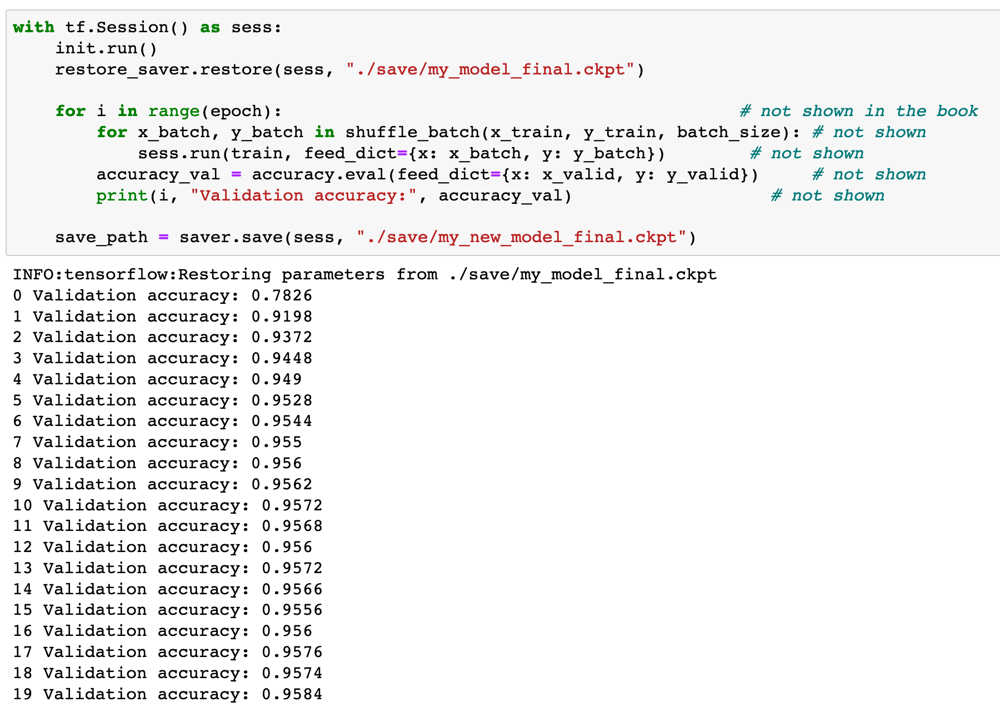 with tf.Session() as sess:
    init.run()
    restore_saver.restore(sess, "./save/my_model_final.ckpt")

    for i in range(epoch):                                            # not shown in the book
        for x_batch, y_batch in shuffle_batch(x_train, y_train, batch_size): # not shown
            sess.run(train, feed_dict={x: x_batch, y: y_batch})        # not shown
        accuracy_val = accuracy.eval(feed_dict={x: x_valid, y: y_valid})     # not shown
        print(i, "Validation accuracy:", accuracy_val)                   # not shown

    save_path = saver.save(sess, "./save/my_new_model_final.ckpt")
INFO:tensorflow:Restoring parameters from ./save/my_model_final.ckpt
0 Validation accuracy: 0.7826
1 Validation accuracy: 0.9198
2 Validation accuracy: 0.9372
3 Validation accuracy: 0.9448
4 Validation accuracy: 0.949
5 Validation accuracy: 0.9528
6 Validation accuracy: 0.9544
7 Validation accuracy: 0.955
8 Validation accuracy: 0.956
9 Validation accuracy: 0.9562
10 Validation accuracy: 0.9572
11 Validation accuracy: 0.9568
12 Validation accuracy: 0.956
13 Validation accuracy: 0.9572
14 Validation accuracy: 0.9566
15 Validation accuracy: 0.9556
16 Validation accuracy: 0.956
17 Validation accuracy: 0.9576
18 Validation accuracy: 0.9574
19 Validation accuracy: 0.9584